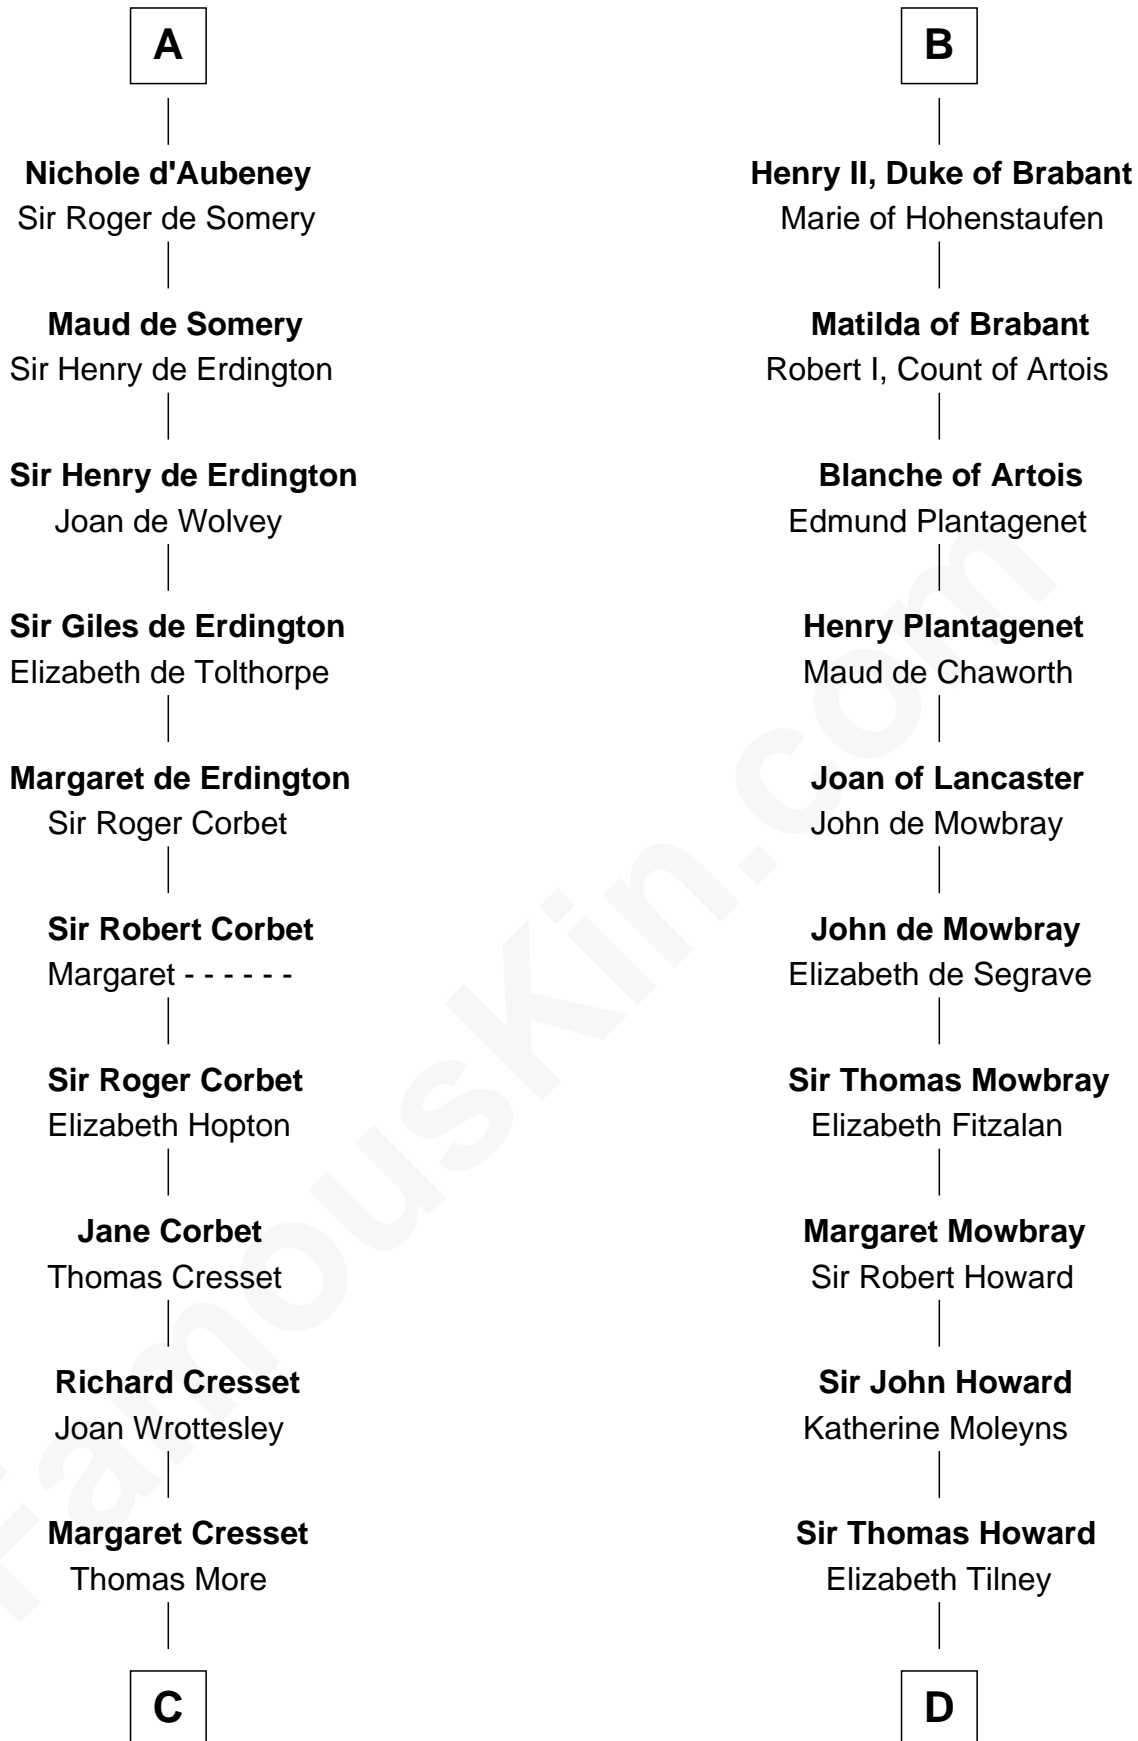 A
Nichole d'Aubeney
Sir Roger de Somery
Maud de Somery
Sir Henry de Erdington
Sir Henry de Erdington
Joan de Wolvey
Sir Giles de Erdington
Elizabeth de Tolthorpe
Margaret de Erdington
Sir Roger Corbet
Sir Robert Corbet
Margaret - - - - - -
Sir Roger Corbet
Elizabeth Hopton
Jane Corbet
Thomas Cresset
Richard Cresset
Joan Wrottesley
Margaret Cresset
Thomas More
C
B
Henry II, Duke of Brabant
Marie of Hohenstaufen
Matilda of Brabant
Robert I, Count of Artois
Blanche of Artois
Edmund Plantagenet
Henry Plantagenet
Maud de Chaworth
Joan of Lancaster
John de Mowbray
John de Mowbray
Elizabeth de Segrave
Sir Thomas Mowbray
Elizabeth Fitzalan
Margaret Mowbray
Sir Robert Howard
Sir John Howard
Katherine Moleyns
Sir Thomas Howard
Elizabeth Tilney
D
FamousKin.com